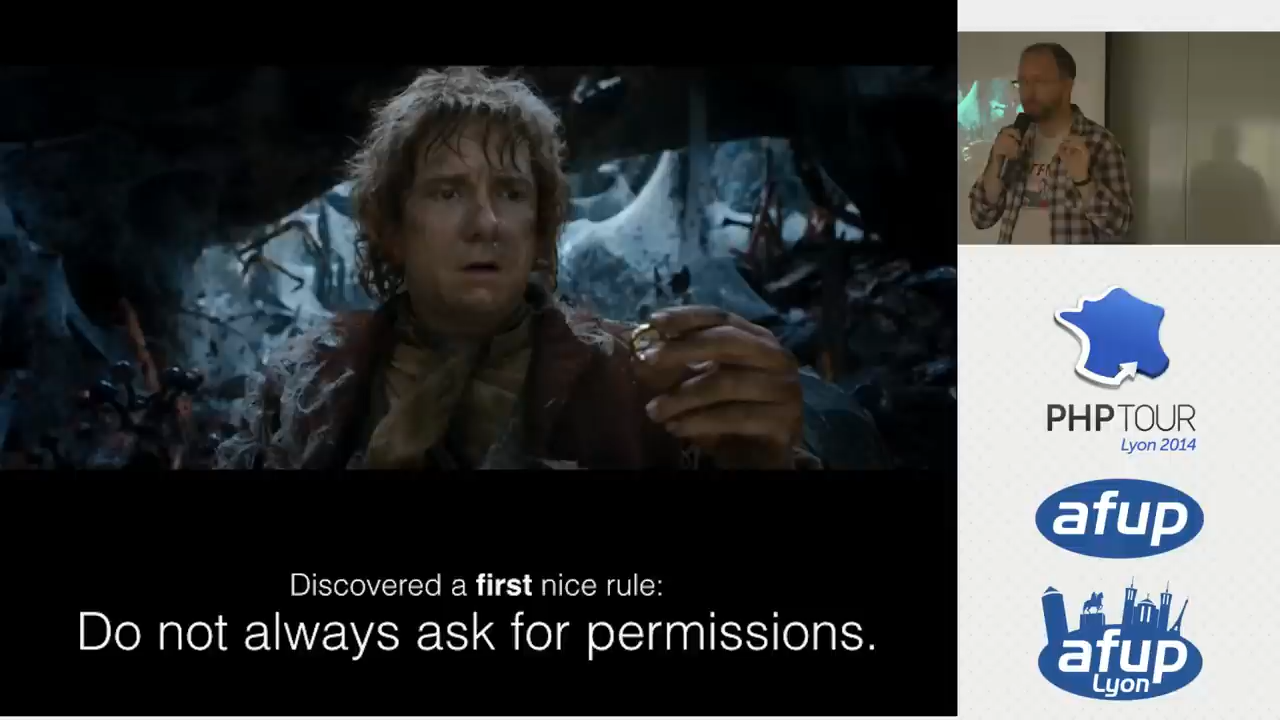 Discovered a first nice rule:
Do not always ask for permissions.
PHPTOUR
Lyon 2014
afup
afup
Lyon